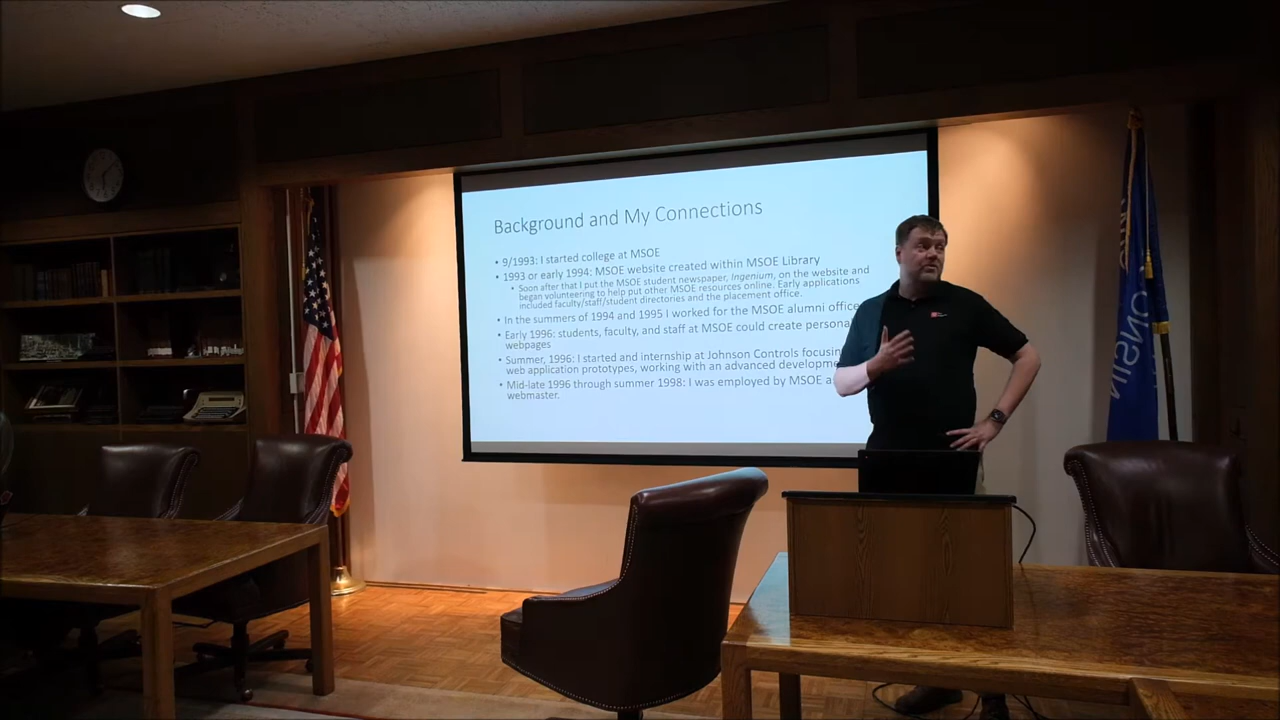 Background and My Connections
• 9/1993: I started college at MSOE
• 1993 or early 1994: MSOE website created within MSOE Library
• Soon after that I put the MSOE student newspaper, Ingenium, on the website and
began volunteering to help put other MSOE resources online. Early applications
included faculty/staff/student directories and the placement office.
• In the summers of 1994 and 1995 I worked for the MSOE alumni office
• Early 1996: students, faculty, and staff at MSOE could create persona
webpages
• Summer, 1996: I started and internship at Johnson Controls focusin
web application prototypes, working with an advanced developme
• Mid-late 1996 through summer 1998: I was employed by MSOE a
webmaster.